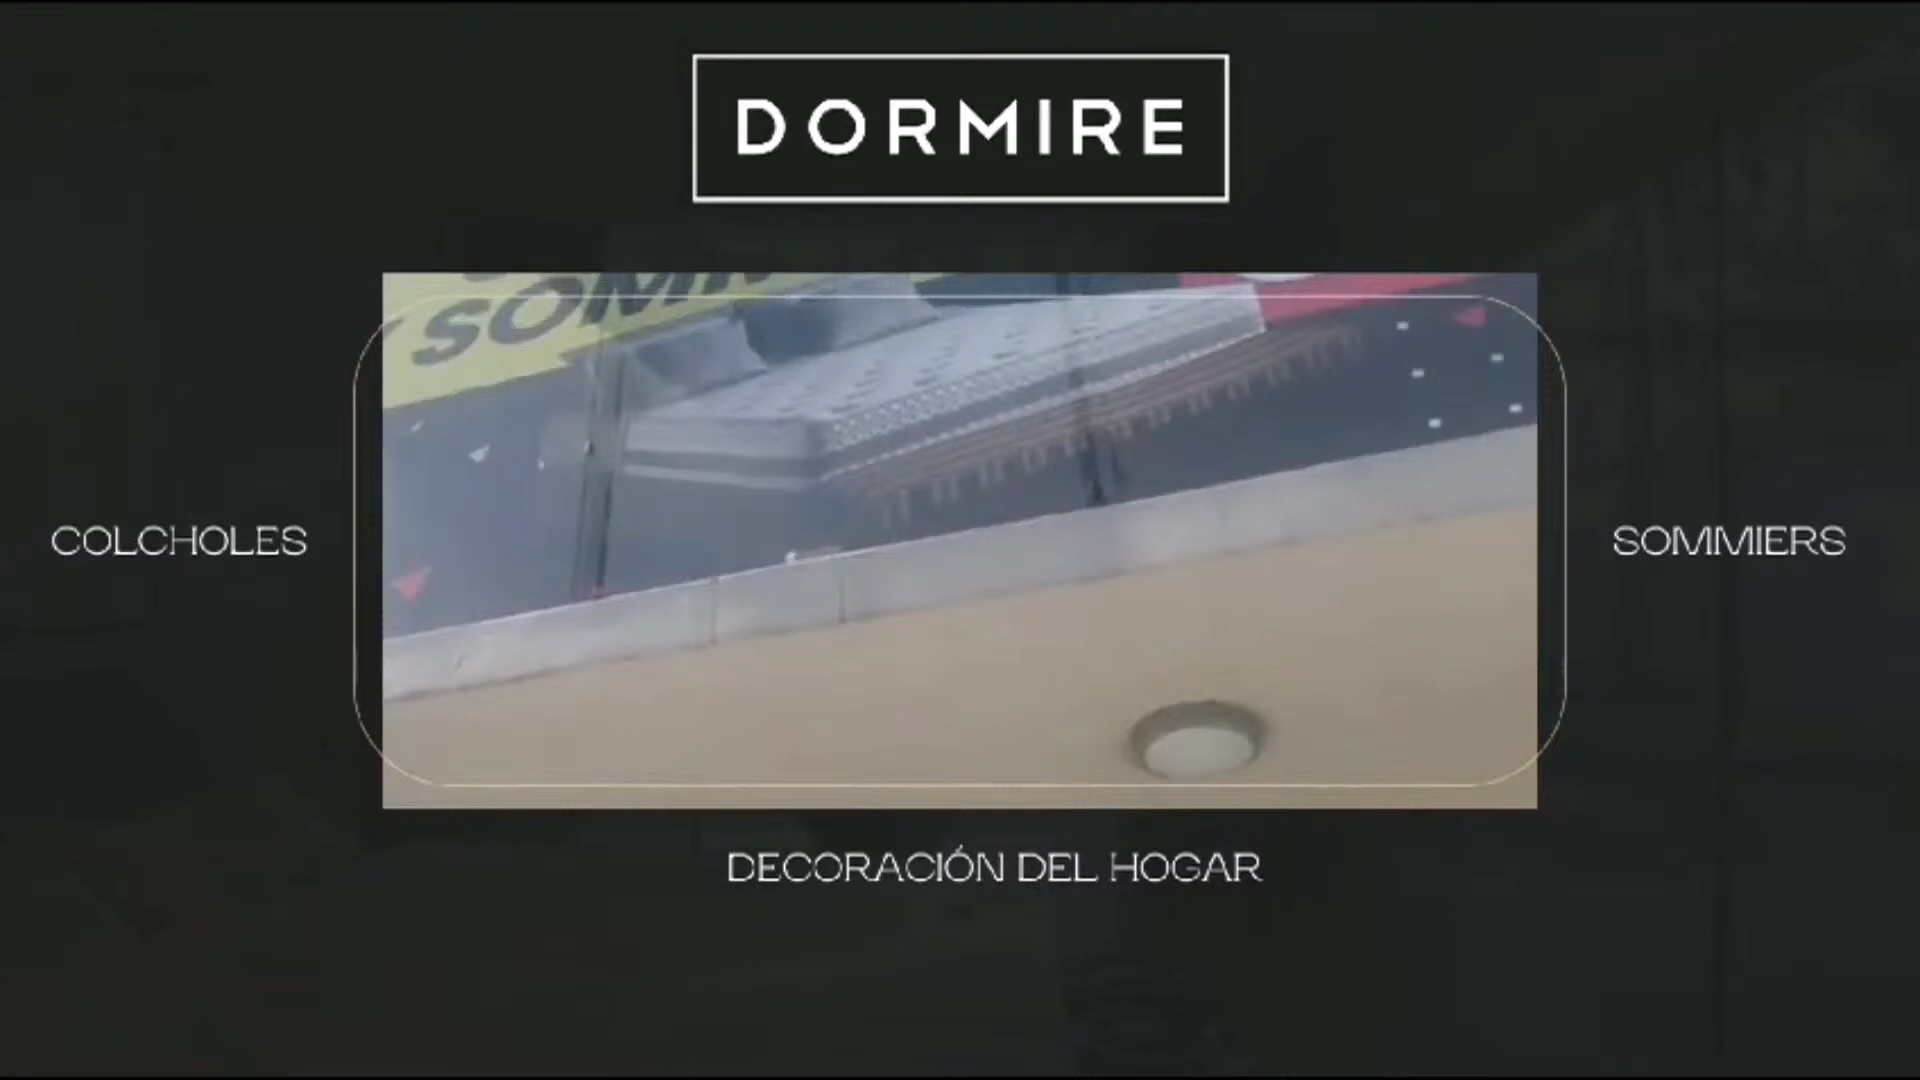 DORMIRE
COLCHOLES
SOMMIERS
DECORACIÓN DEL HOGAR